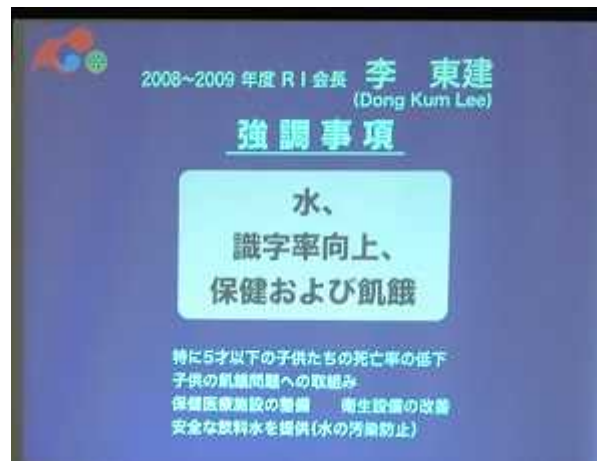 2008~2009 年度 RI会長 李 東建
(Dong Kum Lee)
強調事項
水、
識字率向上、
保健および飢餓
特に5才以下の子供たちの死亡率の低下
子供の飢餓問題への取組み
保健医療施設の整備 衛生設備の改善
安全な飲料水を提供(水の汚染防止)